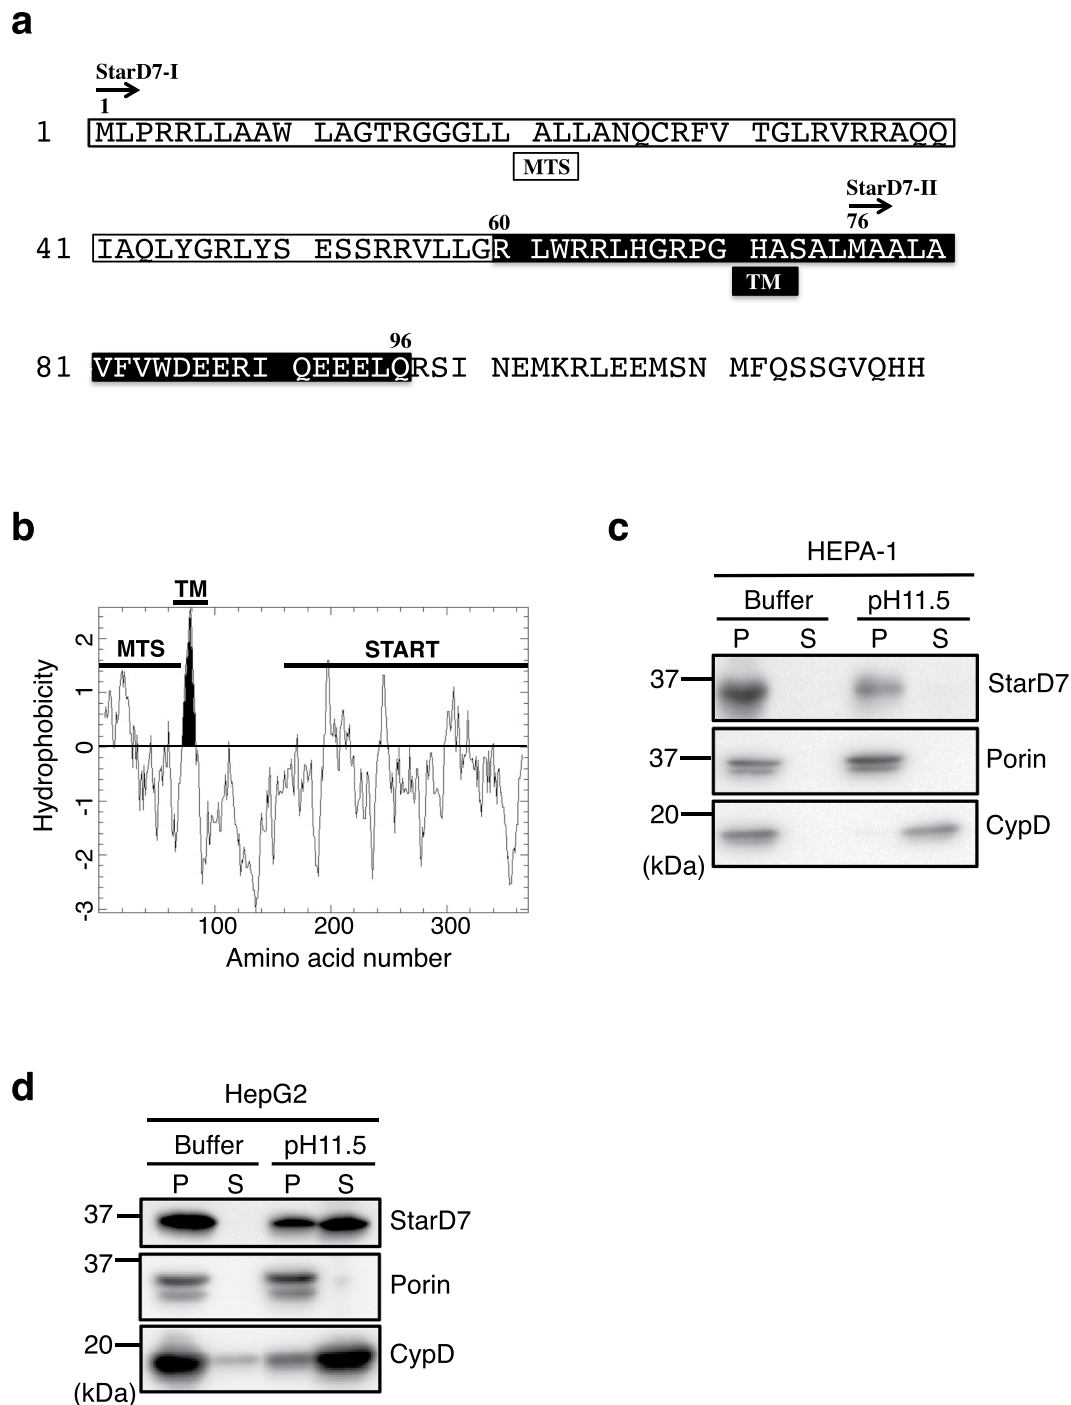 a
StarD7-I
1
1 MLPRRLLAAW LAGTRGGGLL ALLANQCRFV TGLRVRRAQQ
MTS
StarD7-II
60 76
41 IAQLYGRLYS ESSRRVLLGR LWRRLHGRPG HASALMAALA
TM
96
81 VFVWDEERI QEEELQRSI NEMKRLEEMSN MFQSSGVQHH
b
TM
MTS START
Hydrophobicity
2
1
0
-1
-2
-3
100 200 300
Amino acid number
c
HEPA-1
Buffer pH11.5
P S P S
37 StarD7
37 Porin
20 CypD
(kDa)
d
HepG2
Buffer pH11.5
P S P S
37 StarD7
37 Porin
20 CypD
(kDa)